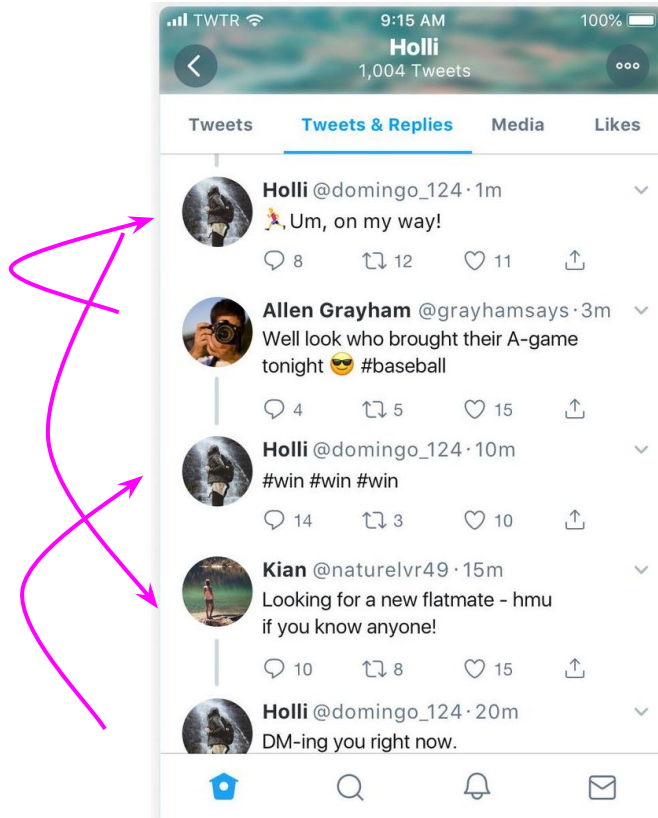 TWTR 9:15 AM 100%
Holli
1,004 Tweets
Tweets Tweets & Replies Media Likes
Holli @domingo_124 · 1m
🏃Um, on my way!
8 12 11
Allen Grayham @grayhamsays · 3m
Well look who brought their A-game
tonight 😎 #baseball
4 5 15
Holli @domingo_124 · 10m
#win #win #win
14 3 10
Kian @naturelvr49 · 15m
Looking for a new flatmate - hmu
if you know anyone!
10 8 15
Holli @domingo_124 · 20m
DM-ing you right now.